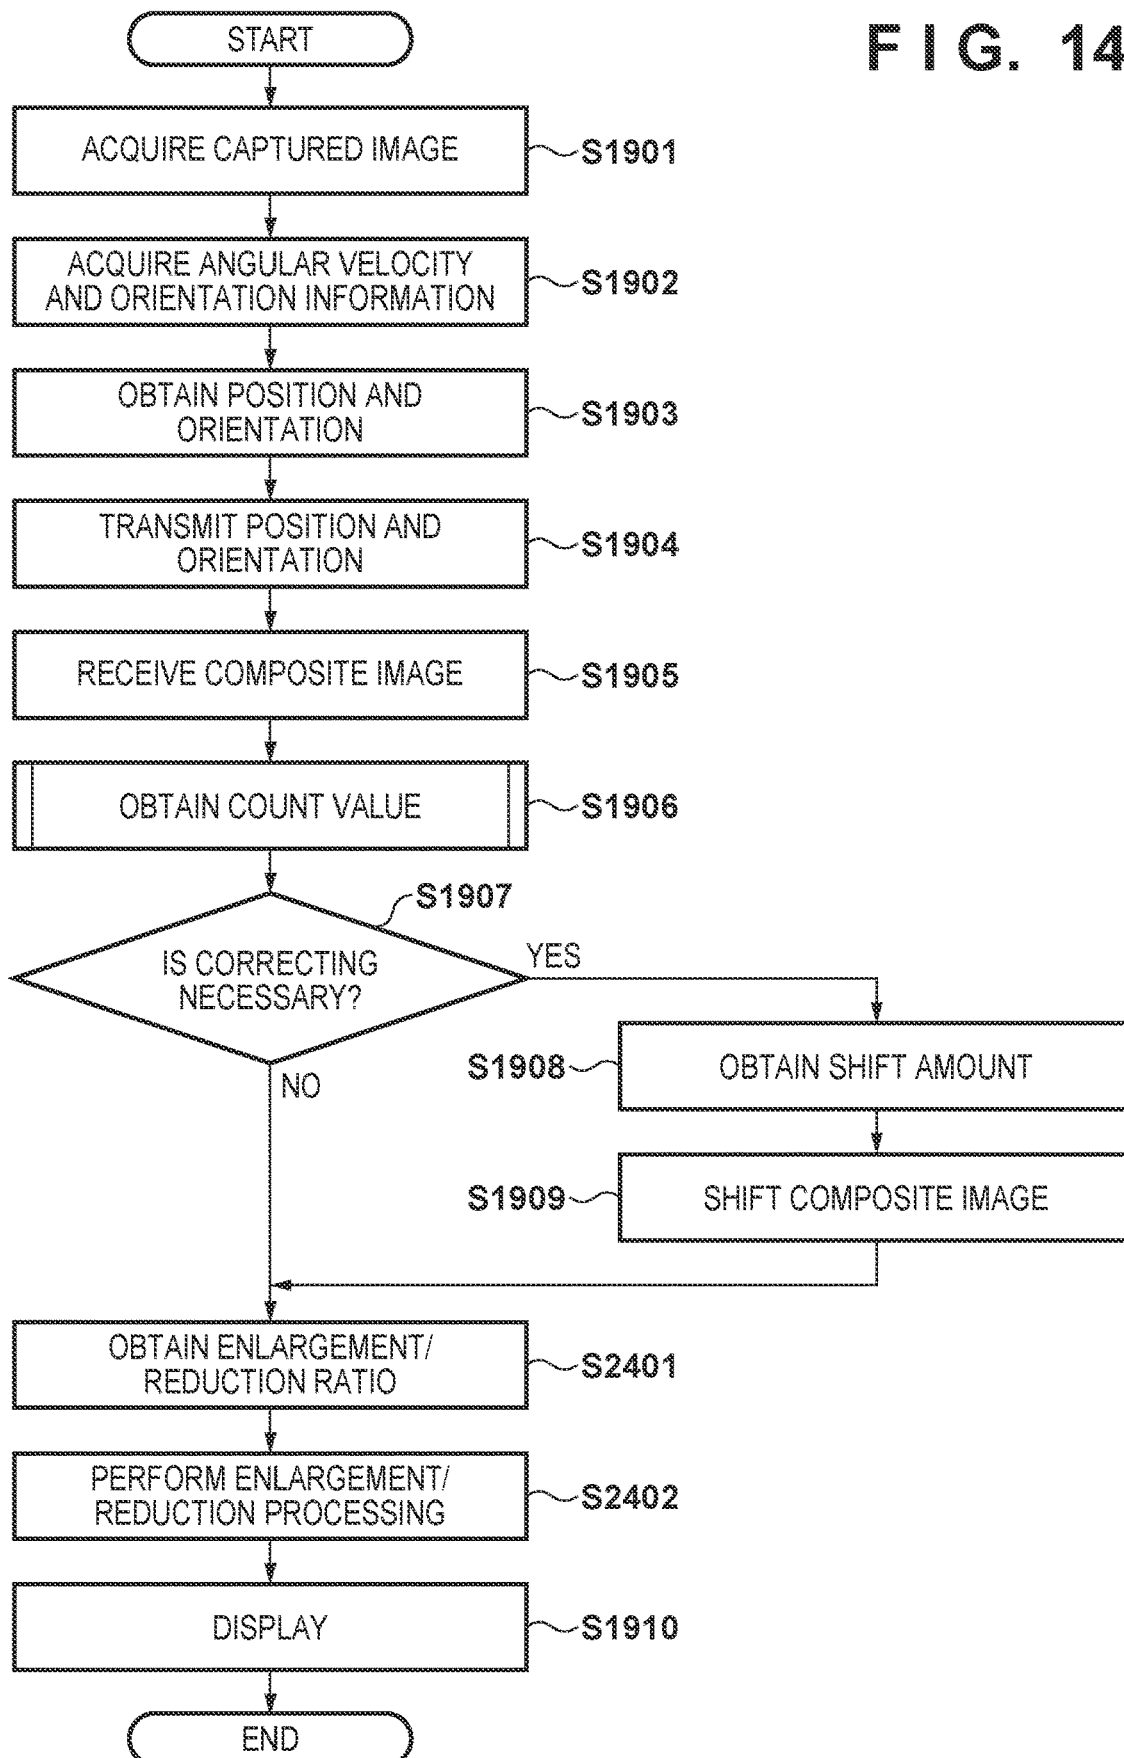 FIG. 14
START
ACQUIRE CAPTURED IMAGE
S1901
ACQUIRE ANGULAR VELOCITY
AND ORIENTATION INFORMATION
S1902
OBTAIN POSITION AND
ORIENTATION
S1903
TRANSMIT POSITION AND
ORIENTATION
S1904
RECEIVE COMPOSITE IMAGE
S1905
OBTAIN COUNT VALUE
S1906
S1907
IS CORRECTING
NECESSARY?
YES
NO
S1908
OBTAIN SHIFT AMOUNT
S1909
SHIFT COMPOSITE IMAGE
OBTAIN ENLARGEMENT/
REDUCTION RATIO
S2401
PERFORM ENLARGEMENT/
REDUCTION PROCESSING
S2402
DISPLAY
S1910
END